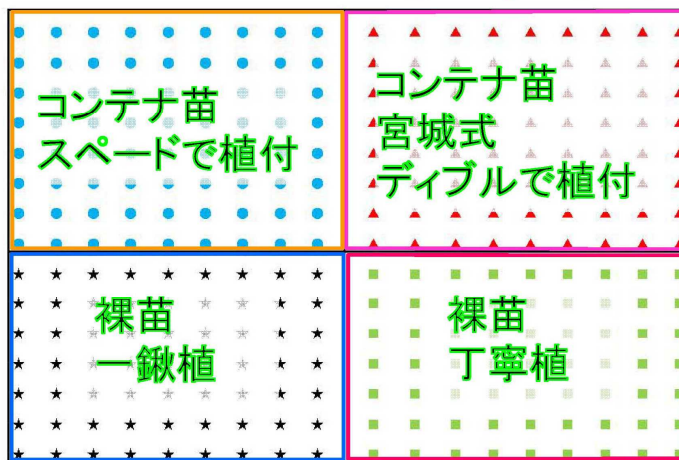 コンテナ苗
スペードで植付
コンテナ苗
宮城式
ディブルで植付
裸苗
一鍬植
裸苗
丁寧植